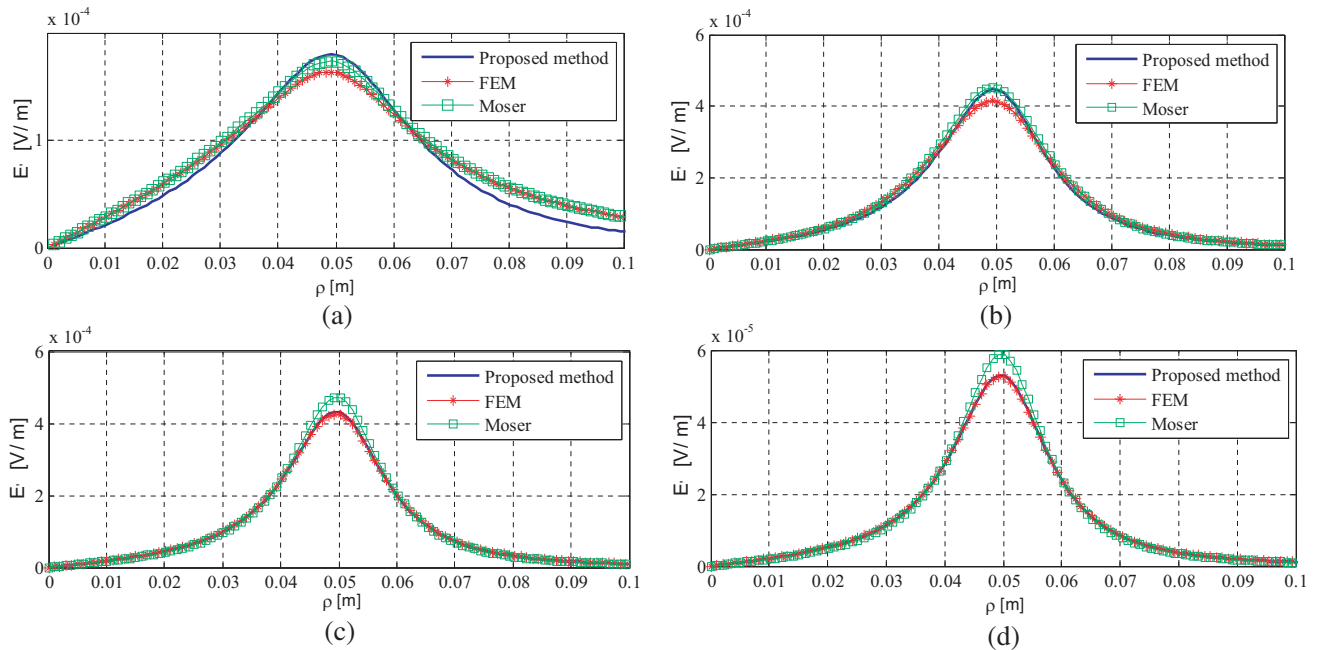 x 10⁻⁴
E· [V/ m]
1
0
0 0.01 0.02 0.03 0.04 0.05 0.06 0.07 0.08 0.09 0.1
ρ [m]
Proposed method
FEM
Moser
(a)
x 10⁻⁴
E· [V/ m]
6
4
2
0
0 0.01 0.02 0.03 0.04 0.05 0.06 0.07 0.08 0.09 0.1
ρ [m]
Proposed method
FEM
Moser
(b)
x 10⁻⁴
E· [V/ m]
6
4
2
0
0 0.01 0.02 0.03 0.04 0.05 0.06 0.07 0.08 0.09 0.1
ρ [m]
Proposed method
FEM
Moser
(c)
x 10⁻⁵
E· [V/ m]
6
4
2
0
0 0.01 0.02 0.03 0.04 0.05 0.06 0.07 0.08 0.09 0.1
ρ [m]
Proposed method
FEM
Moser
(d)